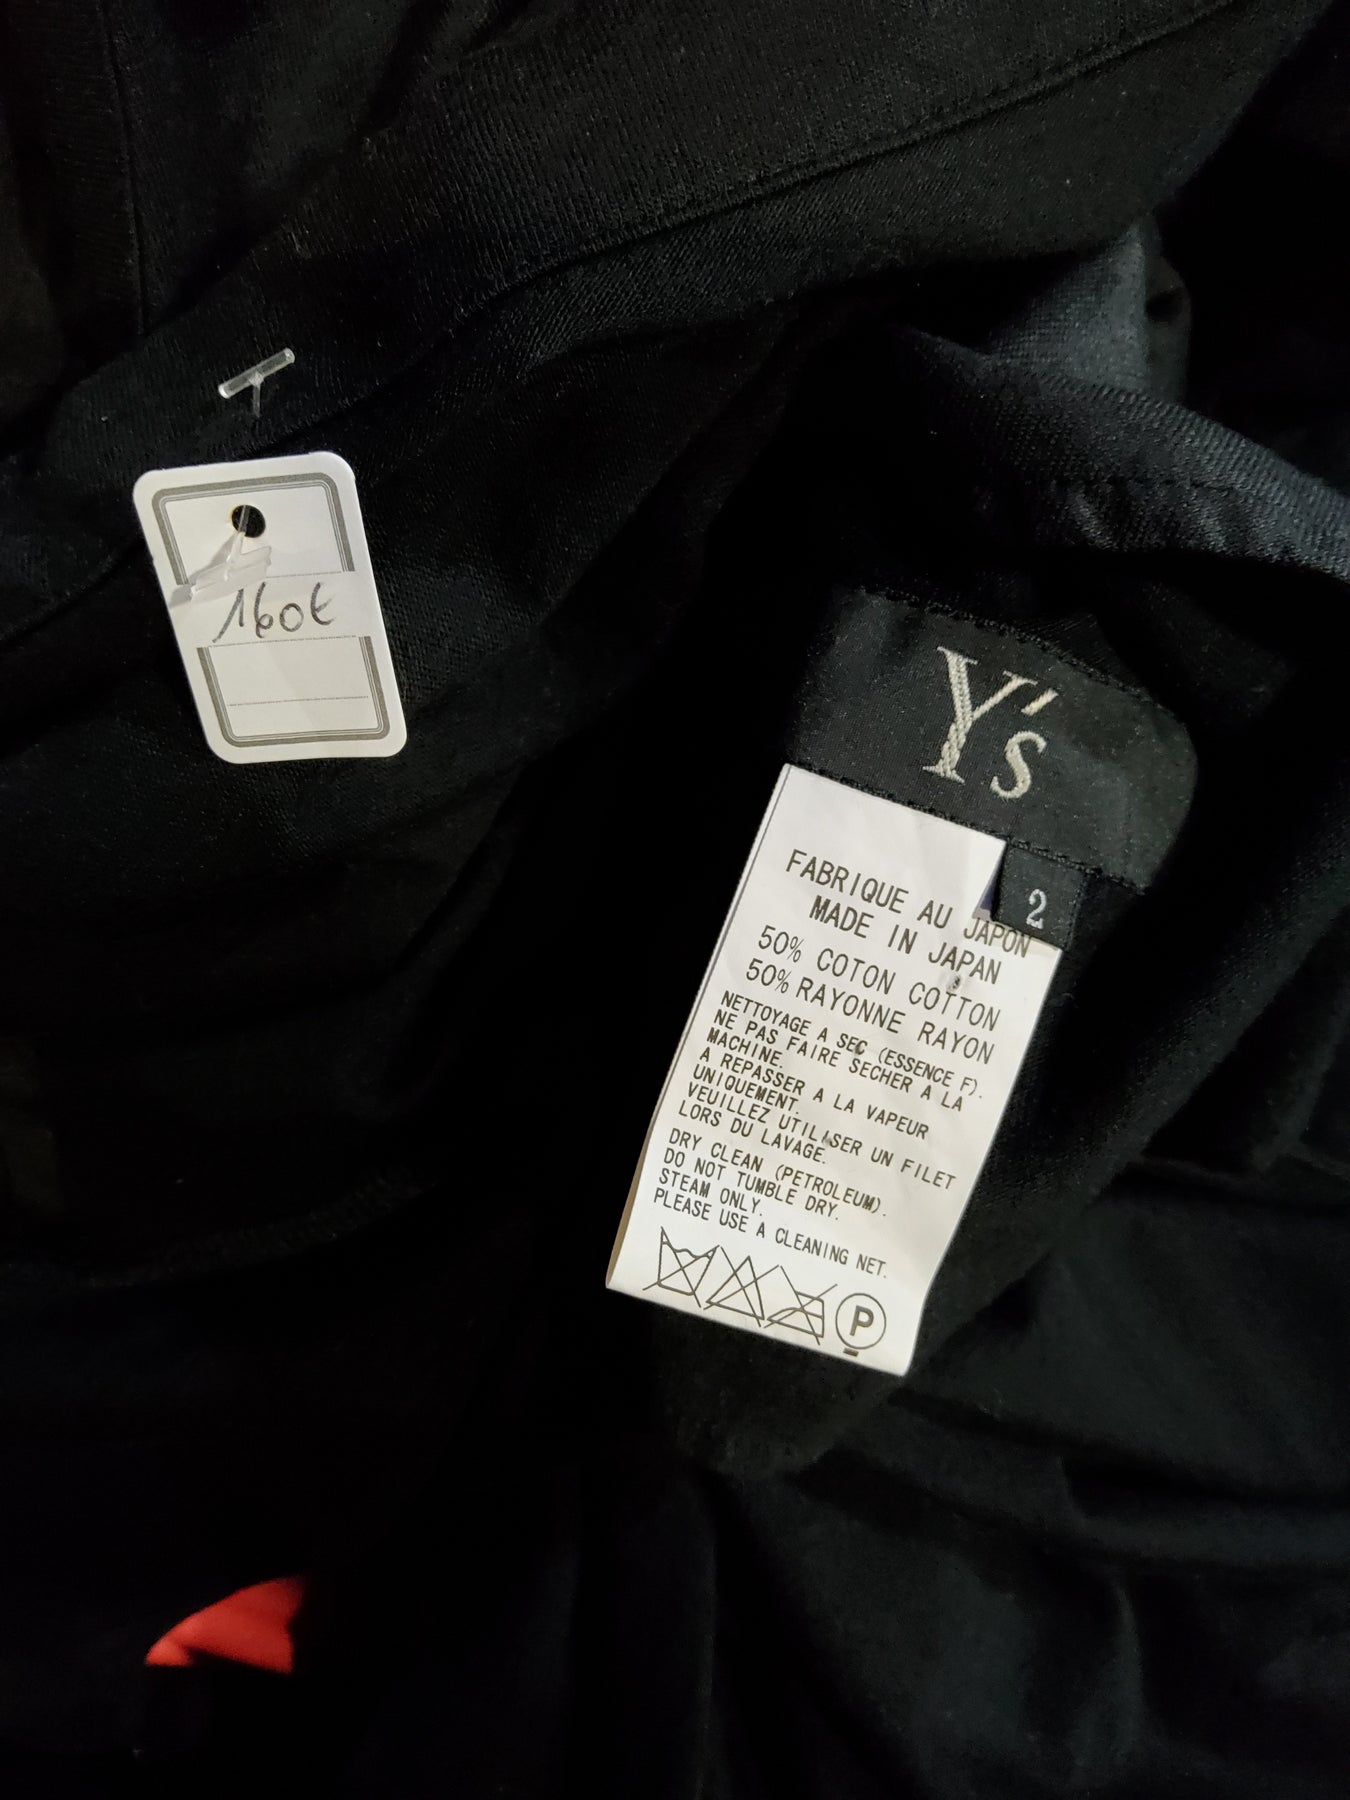 160€
Y's
2
FABRIQUE AU JAPON
MADE IN JAPAN
50% COTON COTTON
50% RAYONNE RAYON
NETTOYAGE A SEC (ESSENCE F).
NE PAS FAIRE SECHER A LA
MACHINE.
A REPASSER A LA VAPEUR
UNIQUEMENT.
VEUILLEZ UTILISER UN FILET
LORS DU LAVAGE.
DRY CLEAN (PETROLEUM).
DO NOT TUMBLE DRY.
STEAM ONLY.
PLEASE USE A CLEANING NET.
P